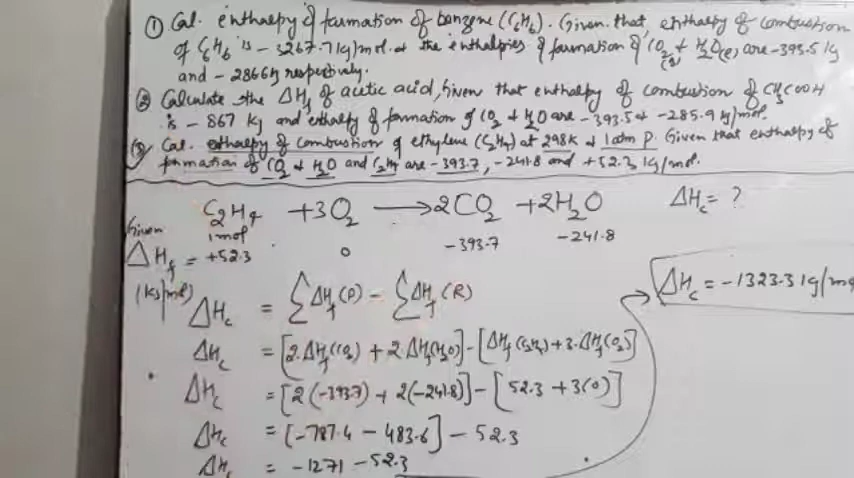 ① Cal. enthalpy of formation of benzene (C6H6). Given that, enthalpy of combustion
of C6H6 is -3267.7 kJ/mol & the enthalpies of formation of CO2(g) & H2O(l) are -393.5 kJ
and -286 kJ respectively.
② Calculate the ΔHf of acetic acid, Given that enthalpy of combustion of CH3COOH
is -867 kJ and ethalpy of formation of CO2 & H2O are -393.5 & -285.9 kJ/mol.
③ Cal. enthalpy of combustion of ethylene (C2H4) at 298K & 1 atm P. Given that enthalpy of
formation of CO2 & H2O and C2H4 are -393.7, -241.8 and +52.3 kJ/mol.
C2H4 + 3O2 → 2CO2 + 2H2O ΔHc = ?
Given 1mol
ΔHf = +52.3 0 -393.7 -241.8
(kJ/mol)
ΔHc = ΣΔHf(P) - ΣΔHf(R)
ΔHc = -1323.3 kJ/mo
ΔHc = [2.ΔHf(CO2) + 2.ΔHf(H2O)] - [ΔHf(C2H4) + 3.ΔHf(O2)]
ΔHc = [2(-393.7) + 2(-241.8)] - [52.3 + 3(0)]
ΔHc = [-787.4 - 483.6] - 52.3
ΔHc = -1271 - 52.3